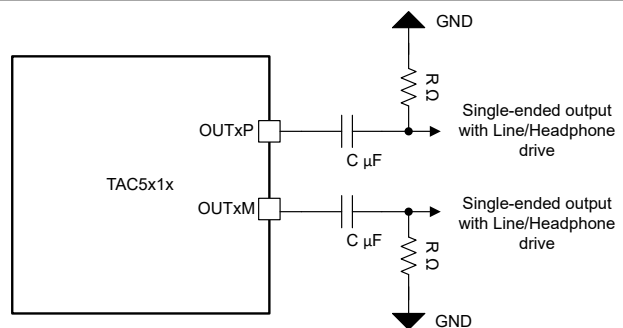 GND
R Ω
OUTxP
C µF
Single-ended output
with Line/Headphone
drive
TAC5x1x
OUTxM
C µF
Single-ended output
with Line/Headphone
drive
R Ω
GND